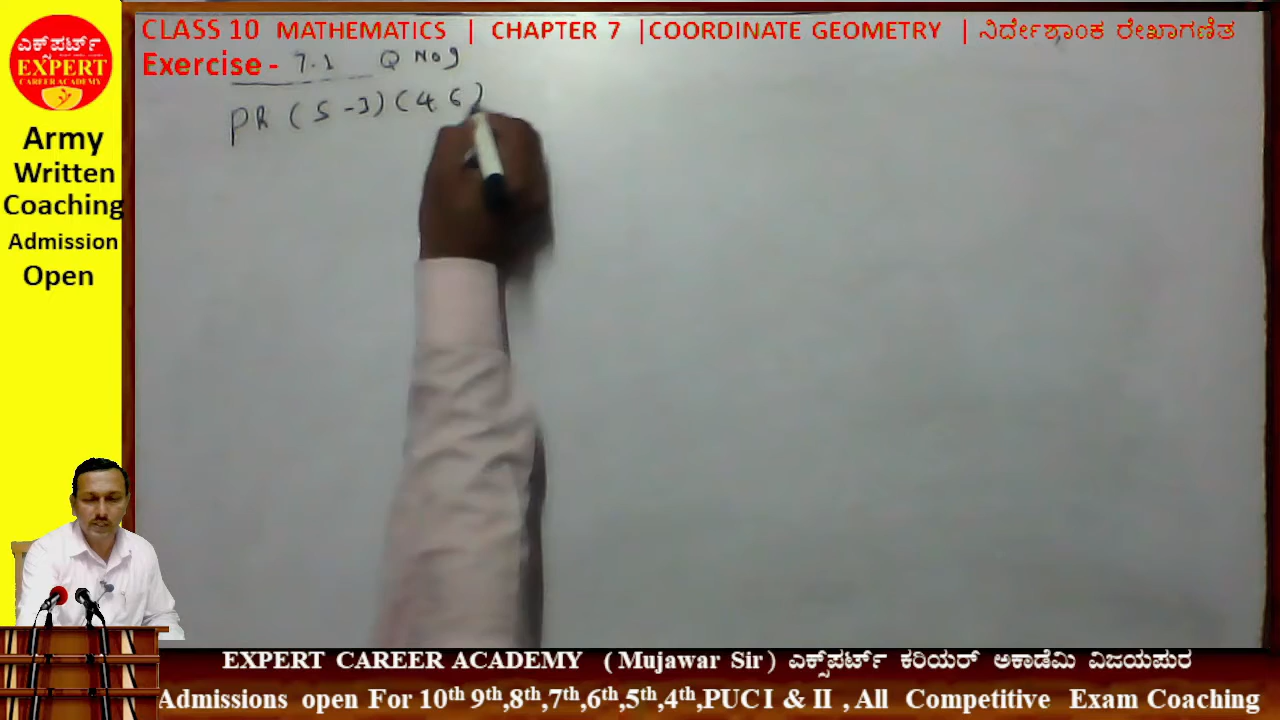 ಎಕ್ಸ್‌ಪರ್ಟ್
EXPERT
CAREER ACADEMY
Army
Written
Coaching
Admission
Open
CLASS 10 MATHEMATICS | CHAPTER 7 |COORDINATE GEOMETRY | ನಿರ್ದೇಶಾಂಕ ರೇಖಾಗಣಿತ
Exercise - 7.1 Q No 9
PR (5 -3) (4 6)
EXPERT CAREER ACADEMY (Mujawar Sir) ಎಕ್ಸ್‌ಪರ್ಟ್ ಕರಿಯರ್ ಅಕಾಡೆಮಿ ವಿಜಯಪುರ
Admissions open For 10th 9th,8th,7th,6th,5th,4th,PUC I & II , All Competitive Exam Coaching